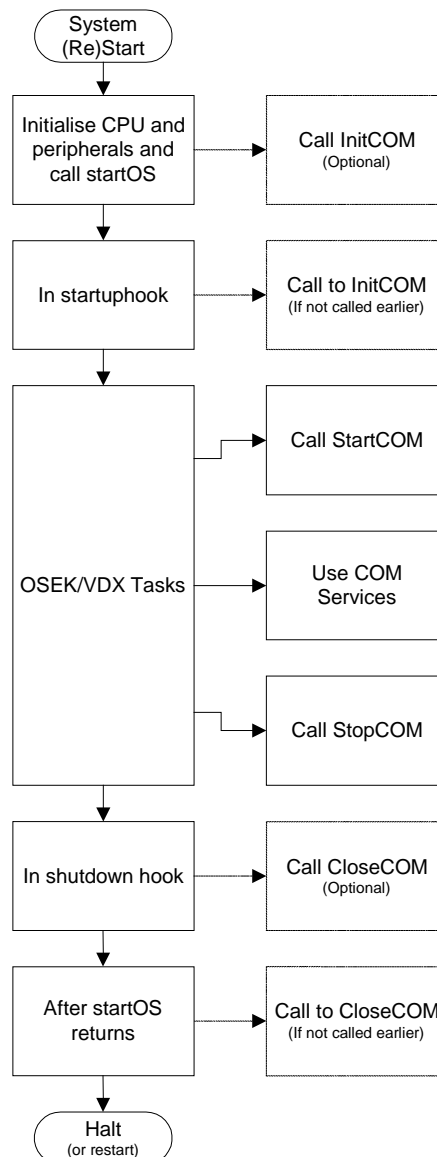 System
(Re)Start
Initialise CPU and
peripherals and
call startOS
Call InitCOM
(Optional)
In startuphook
Call to InitCOM
(If not called earlier)
OSEK/VDX Tasks
Call StartCOM
Use COM
Services
Call StopCOM
In shutdown hook
Call CloseCOM
(Optional)
After startOS
returns
Call to CloseCOM
(If not called earlier)
Halt
(or restart)